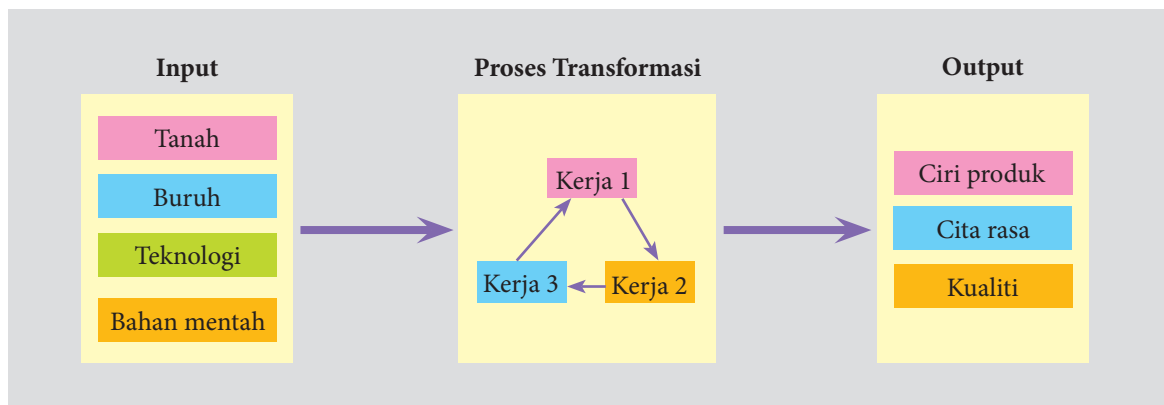 Input
Tanah
Buruh
Teknologi
Bahan mentah
Proses Transformasi
Kerja 1
Kerja 3
Kerja 2
Output
Ciri produk
Cita rasa
Kualiti